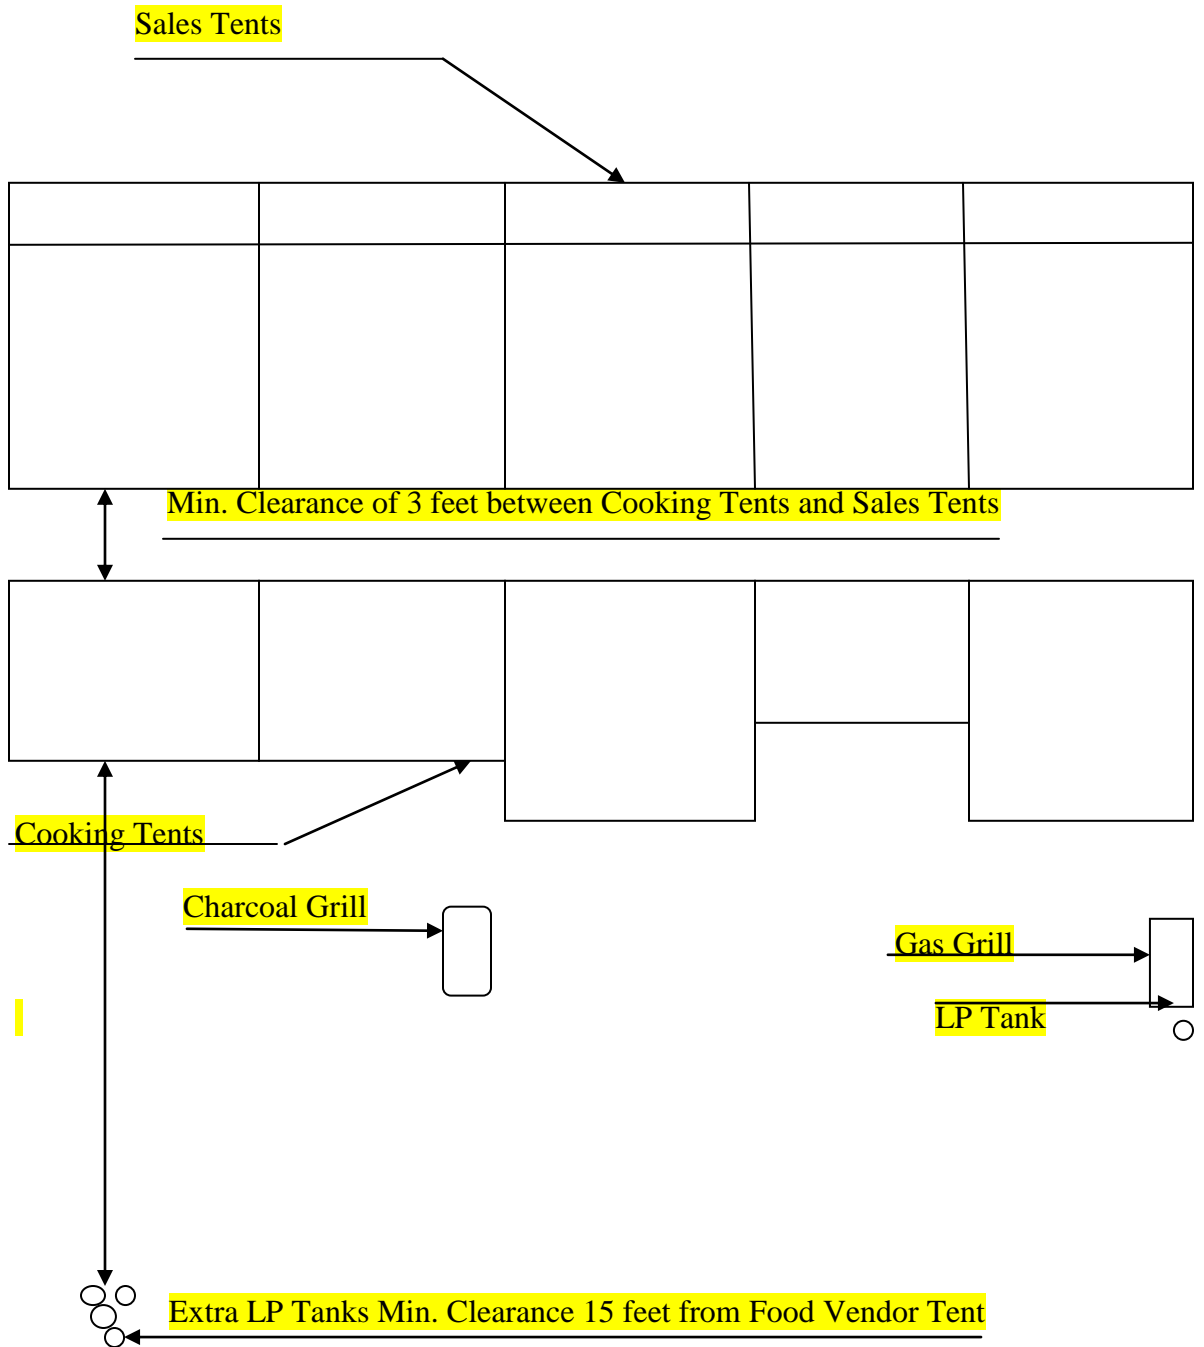 Sales Tents
Min. Clearance of 3 feet between Cooking Tents and Sales Tents
Cooking Tents
Charcoal Grill
Gas Grill
LP Tank
Extra LP Tanks Min. Clearance 15 feet from Food Vendor Tent